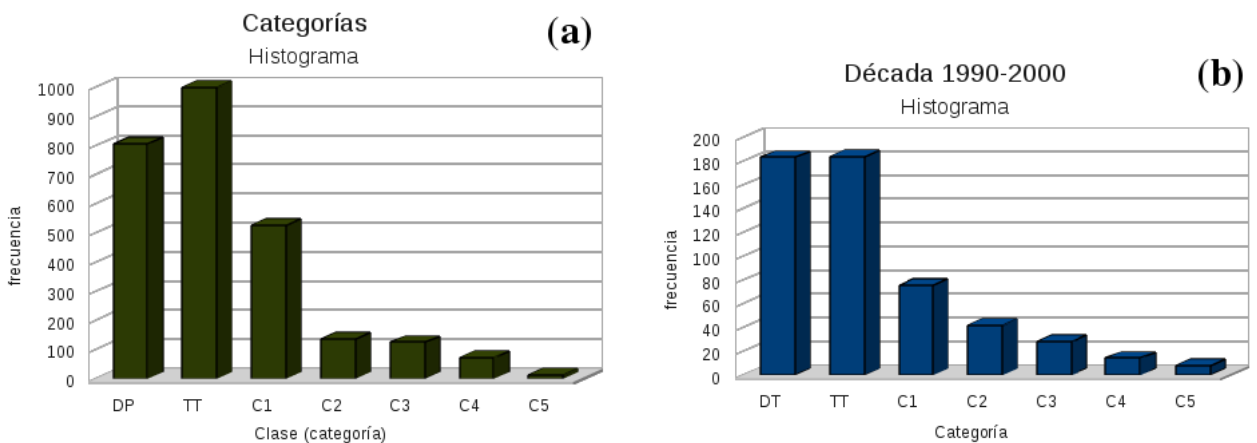 Categorías
(a)
Histograma
1000
900
800
700
600
500
400
300
200
100
0
frecuencia
DP TT C1 C2 C3 C4 C5
Clase (categoría)
Década 1990-2000
(b)
Histograma
200
180
160
140
120
100
80
60
40
20
0
frecuencia
DT TT C1 C2 C3 C4 C5
Categoría